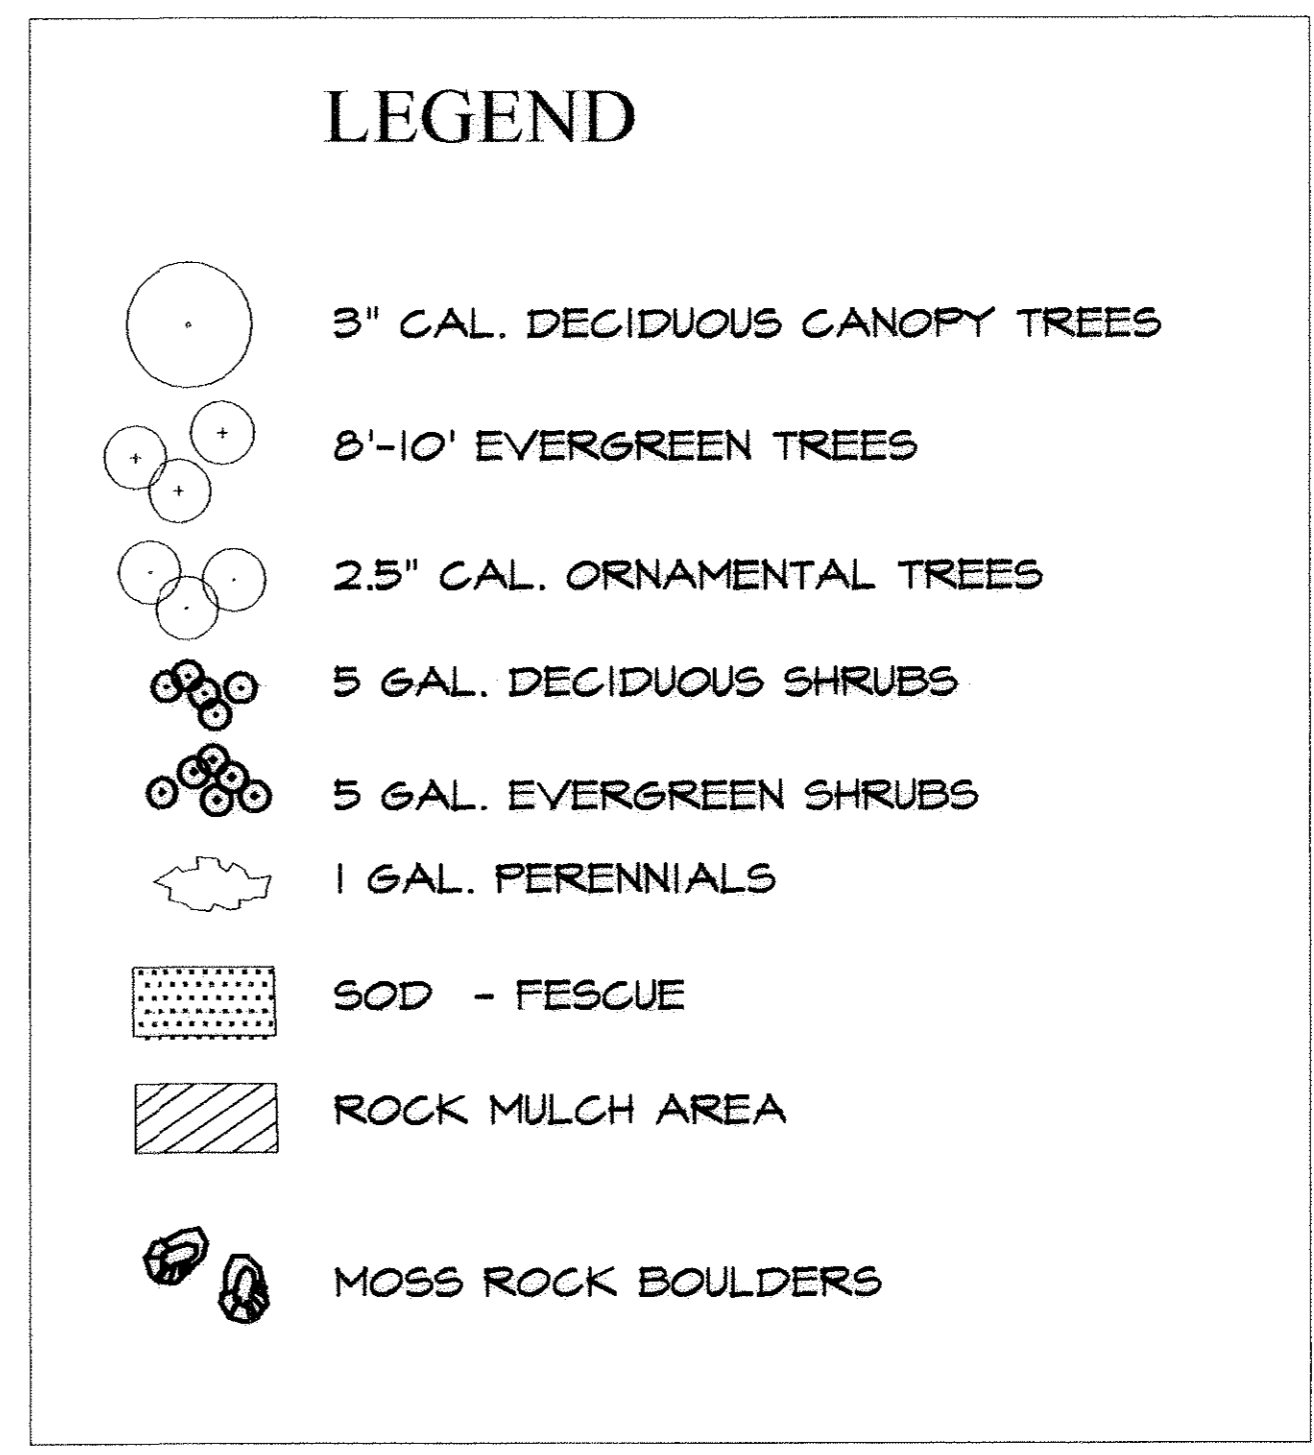 LEGEND
3" CAL. DECIDUOUS CANOPY TREES
8'-10' EVERGREEN TREES
2.5" CAL. ORNAMENTAL TREES
5 GAL. DECIDUOUS SHRUBS
5 GAL. EVERGREEN SHRUBS
1 GAL. PERENNIALS
SOD - FESCUE
ROCK MULCH AREA
MOSS ROCK BOULDERS